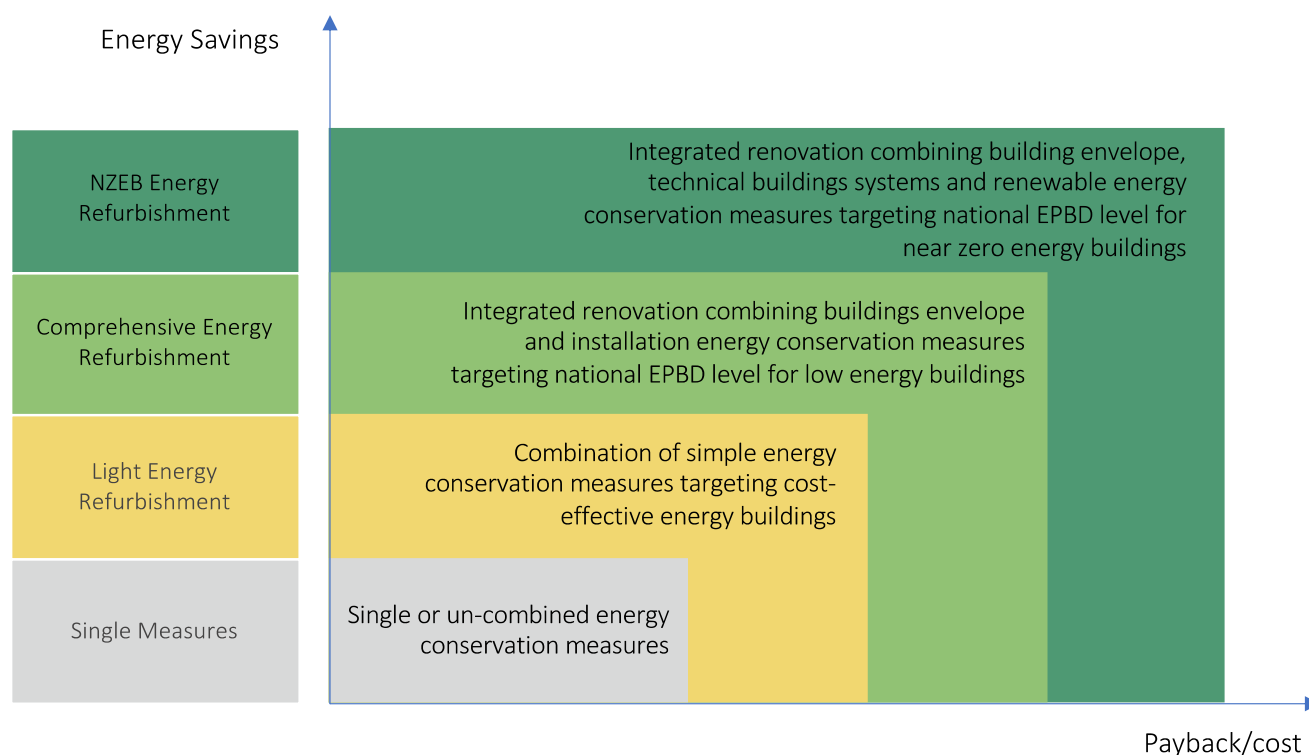 Energy Savings
NZEB Energy
Refurbishment
Integrated renovation combining building envelope,
technical buildings systems and renewable energy
conservation measures targeting national EPBD level for
near zero energy buildings
Comprehensive Energy
Refurbishment
Integrated renovation combining buildings envelope
and installation energy conservation measures
targeting national EPBD level for low energy buildings
Light Energy
Refurbishment
Combination of simple energy
conservation measures targeting cost-
effective energy buildings
Single Measures
Single or un-combined energy
conservation measures
Payback/cost